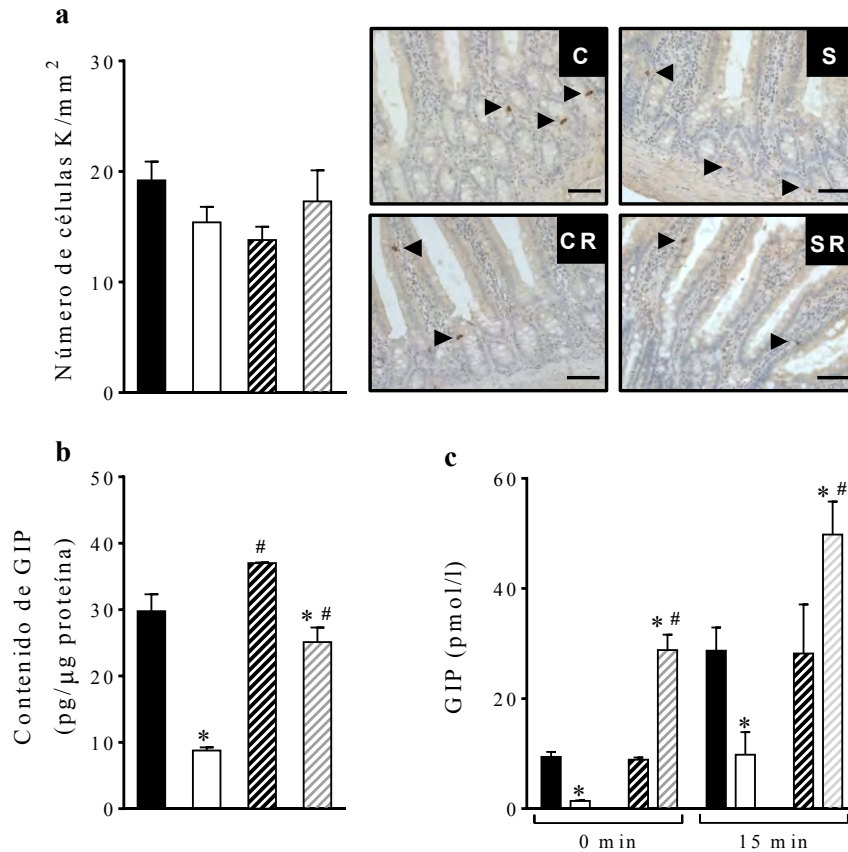 a
Número de células K/mm²
30
20
10
0
C
S
CR
SR
b
Contenido de GIP
(pg/µg proteína)
50
40
30
20
10
0
*
#
* #
c
GIP (pmol/l)
60
40
20
0
*
* #
*
* #
0 min
15 min